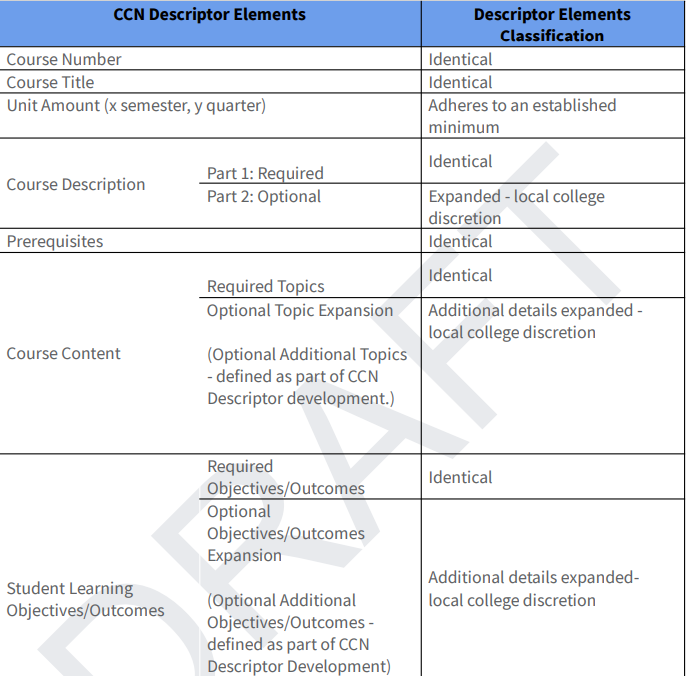 CCN Descriptor Elements
Descriptor Elements
Classification
Course Number
Identical
Course Title
Identical
Unit Amount (x semester, y quarter)
Adheres to an established
minimum
Course Description
Part 1: Required
Identical
Part 2: Optional
Expanded - local college
discretion
Prerequisites
Identical
Course Content
Required Topics
Identical
Optional Topic Expansion
(Optional Additional Topics
- defined as part of CCN
Descriptor development.)
Additional details expanded -
local college discretion
Student Learning
Objectives/Outcomes
Required
Objectives/Outcomes
Identical
Optional
Objectives/Outcomes
Expansion
(Optional Additional
Objectives/Outcomes -
defined as part of CCN
Descriptor Development)
Additional details expanded-
local college discretion
DRAFT